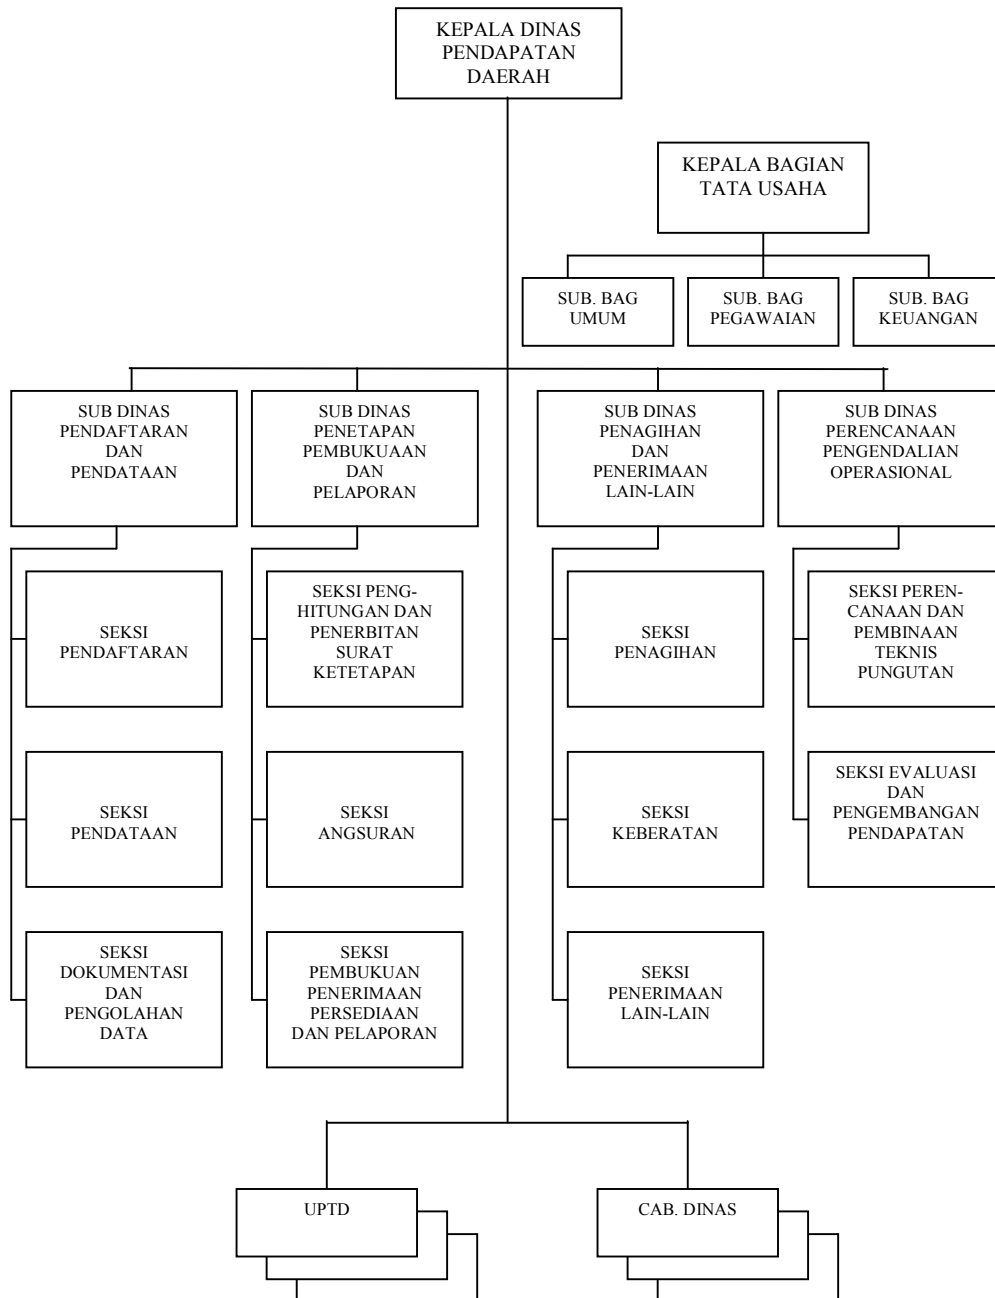 KEPALA DINAS
PENDAPATAN
DAERAH
KEPALA BAGIAN
TATA USAHA
SUB. BAG
UMUM
SUB. BAG
PEGAWAIAN
SUB. BAG
KEUANGAN
SUB DINAS
PENDAFTARAN
DAN
PENDATAAN
SUB DINAS
PENETAPAN
PEMBUKUAAN
DAN
PELAPORAN
SUB DINAS
PENAGIHAN
DAN
PENERIMAAN
LAIN-LAIN
SUB DINAS
PERENCANAAN
PENGENDALIAN
OPERASIONAL
SEKSI
PENDAFTARAN
SEKSI PENG-
HITUNGAN DAN
PENERBITAN
SURAT
KETETAPAN
SEKSI
PENAGIHAN
SEKSI PEREN-
CANAAN DAN
PEMBINAAN
TEKNIS
PUNGUTAN
SEKSI
PENDATAAN
SEKSI
ANGSURAN
SEKSI
KEBERATAN
SEKSI EVALUASI
DAN
PENGEMBANGAN
PENDAPATAN
SEKSI
DOKUMENTASI
DAN
PENGOLAHAN
DATA
SEKSI
PEMBUKUAN
PENERIMAAN
PERSEDIAAN
DAN PELAPORAN
SEKSI
PENERIMAAN
LAIN-LAIN
UPTD
CAB. DINAS